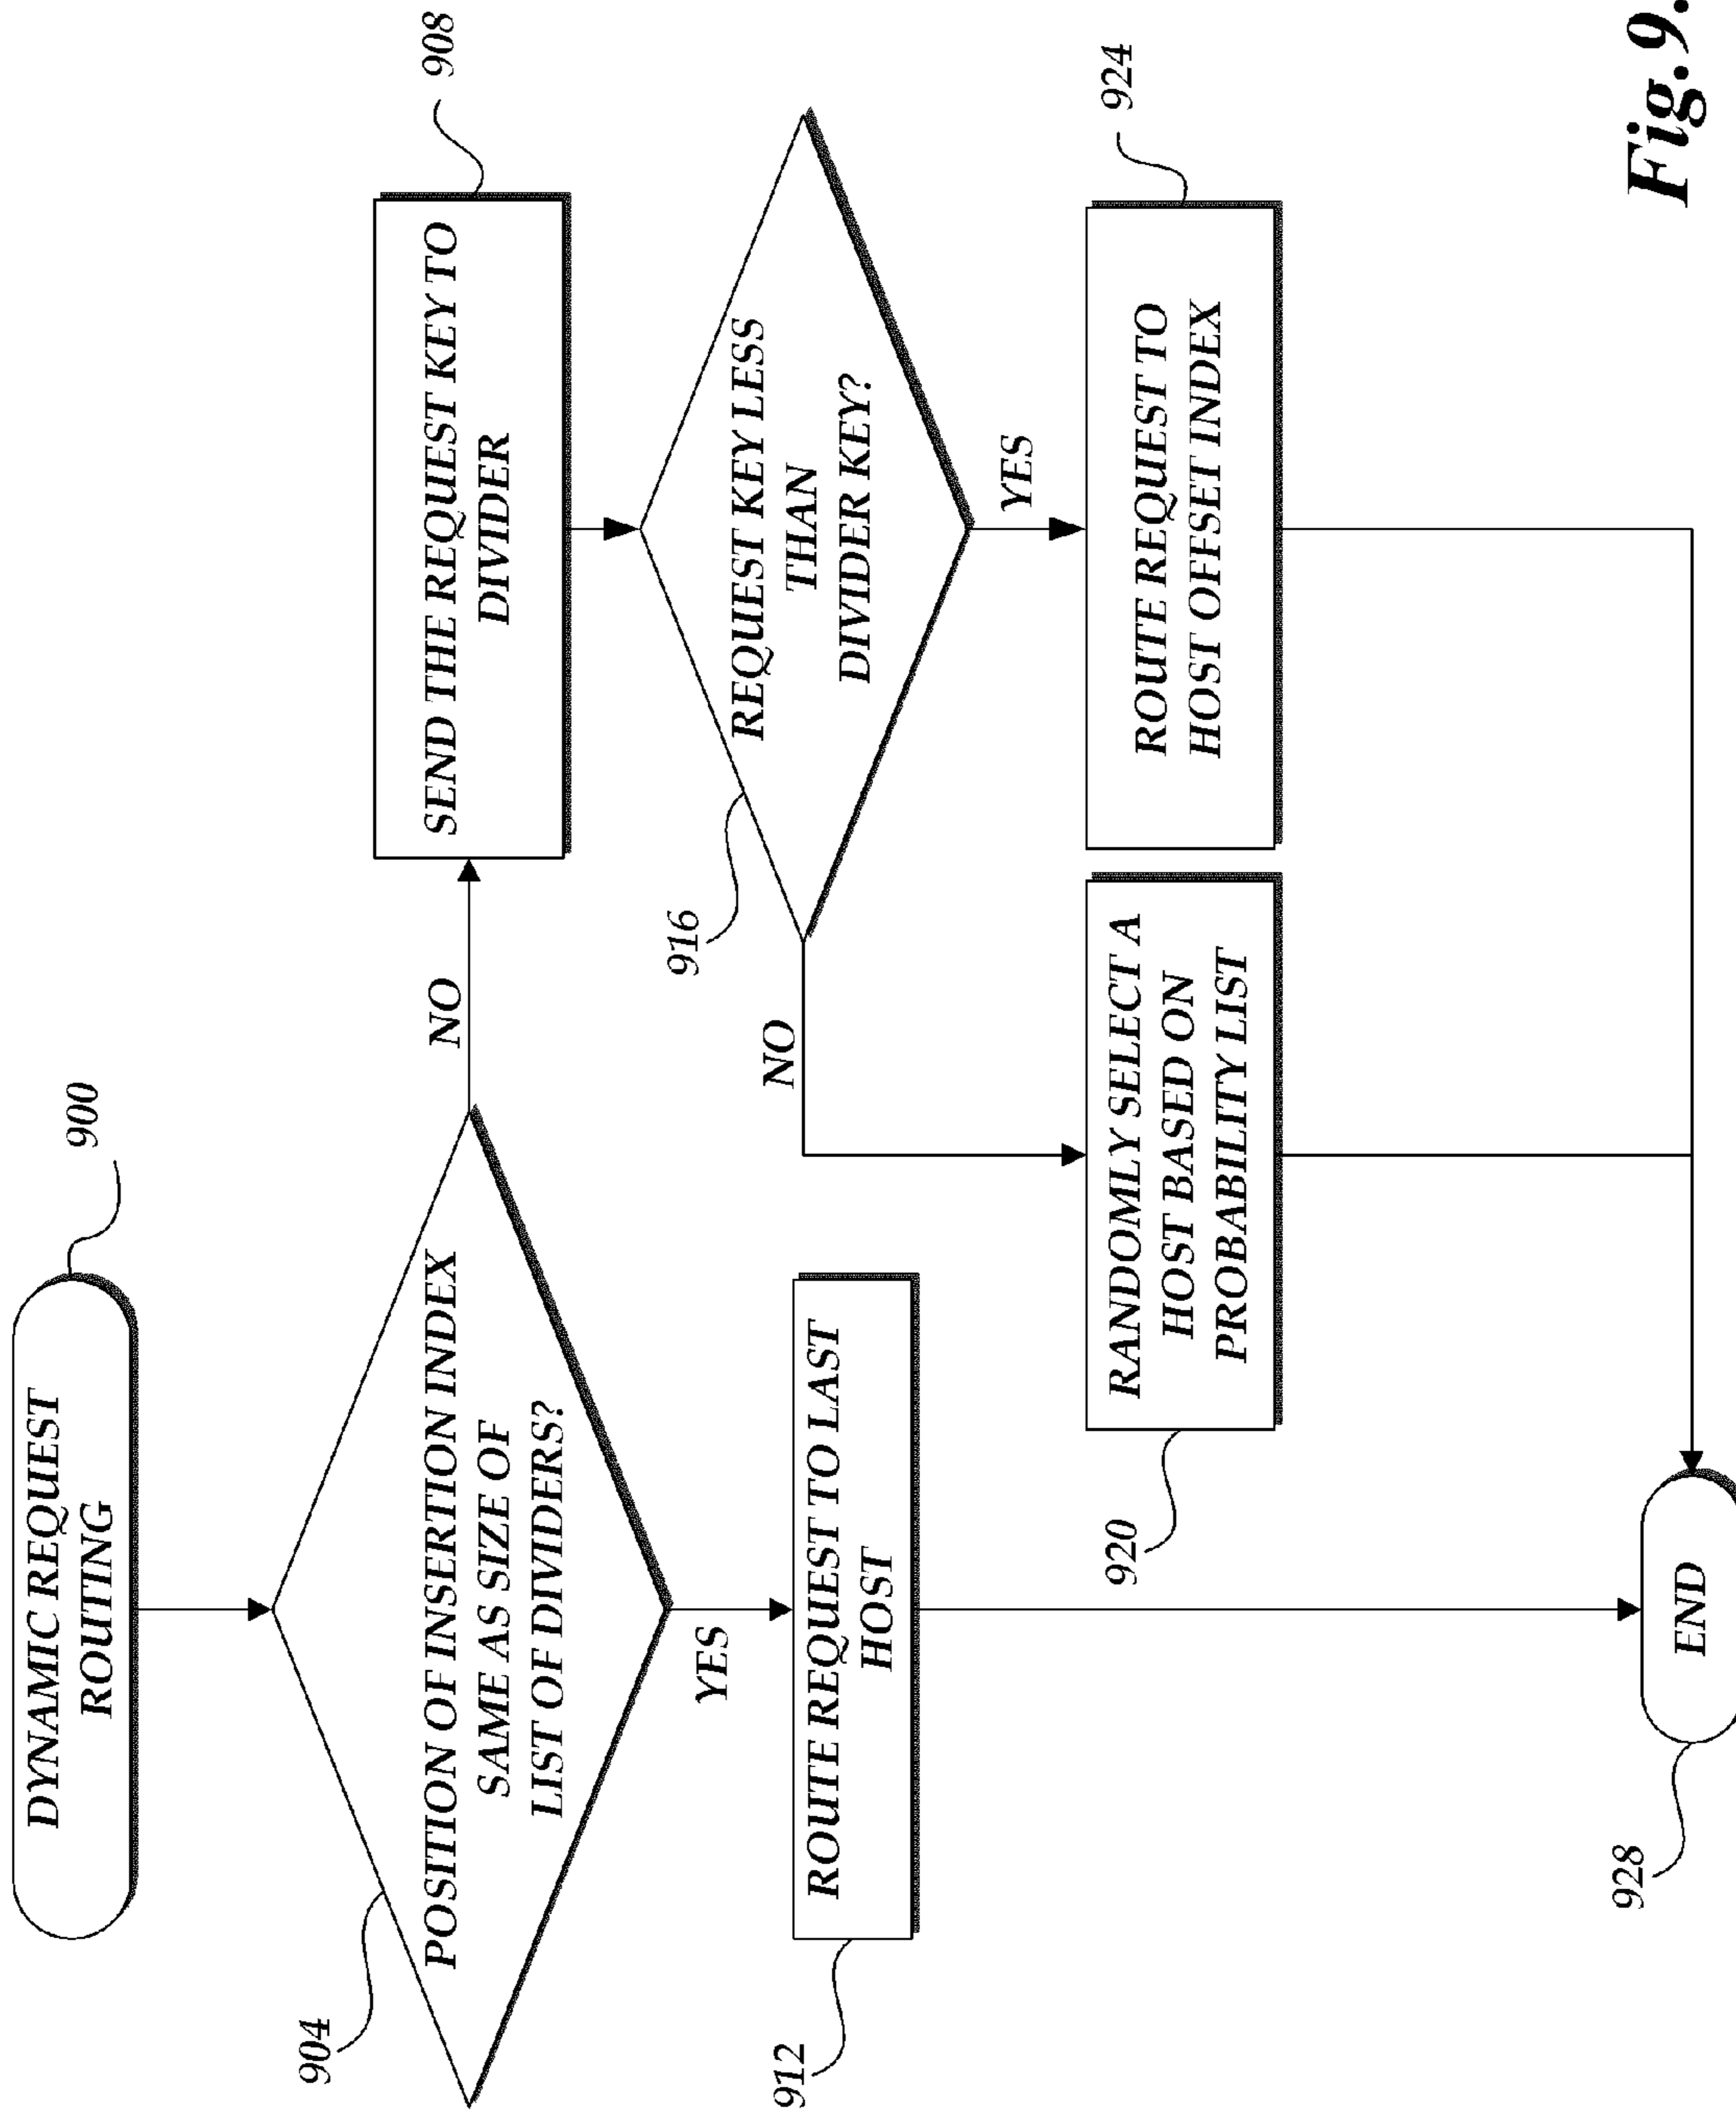 DYNAMIC REQUEST
ROUTING
900
904
POSITION OF INSERTION INDEX
SAME AS SIZE OF
LIST OF DIVIDERS?
NO
SEND THE REQUEST KEY TO
DIVIDER
908
YES
912
ROUTE REQUEST TO LAST
HOST
916
REQUEST KEY LESS
THAN
DIVIDER KEY?
NO
YES
920
RANDOMLY SELECT A
HOST BASED ON
PROBABILITY LIST
ROUTE REQUEST TO
HOST OFFSET INDEX
924
928
END
Fig.9.